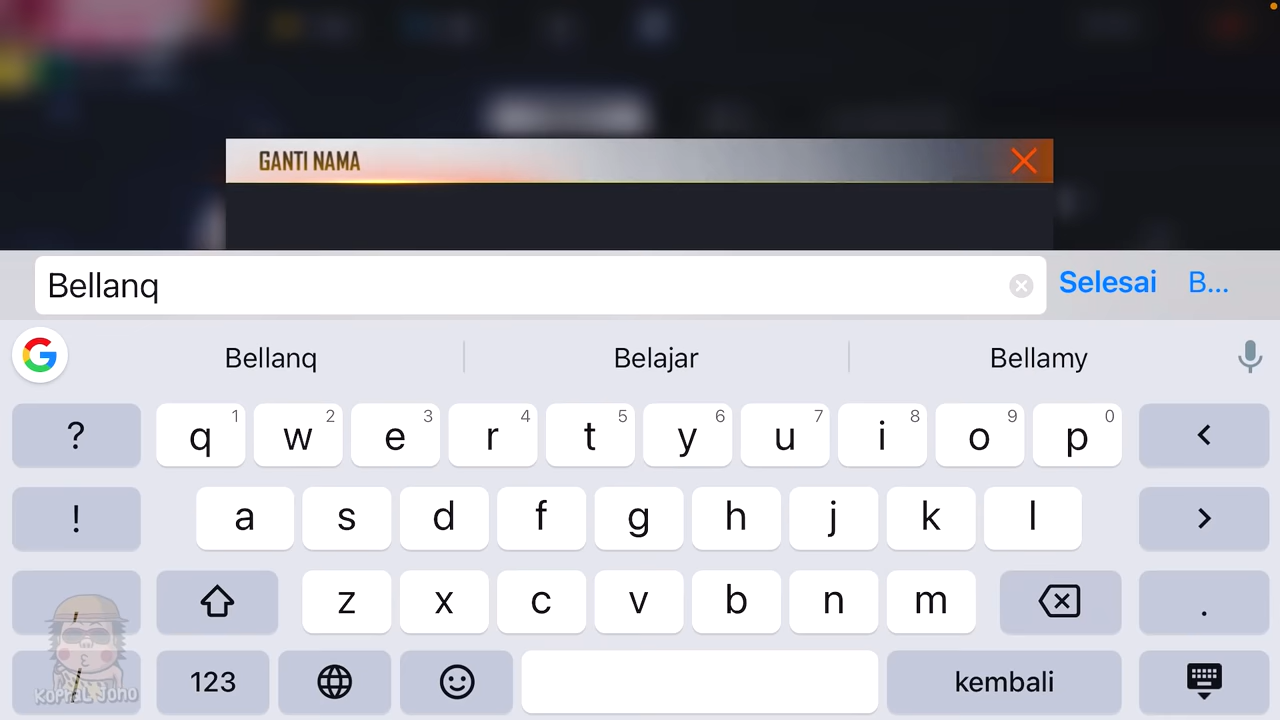 GANTI NAMA
Bellanq
Selesai B...
Bellanq Belajar Bellamy
? q 1 w 2 e 3 r 4 t 5 y 6 u 7 i 8 o 9 p 0 <
! a s d f g h j k l >
, z x c v b n m .
/ 123 kembali
KOPRAL JONO